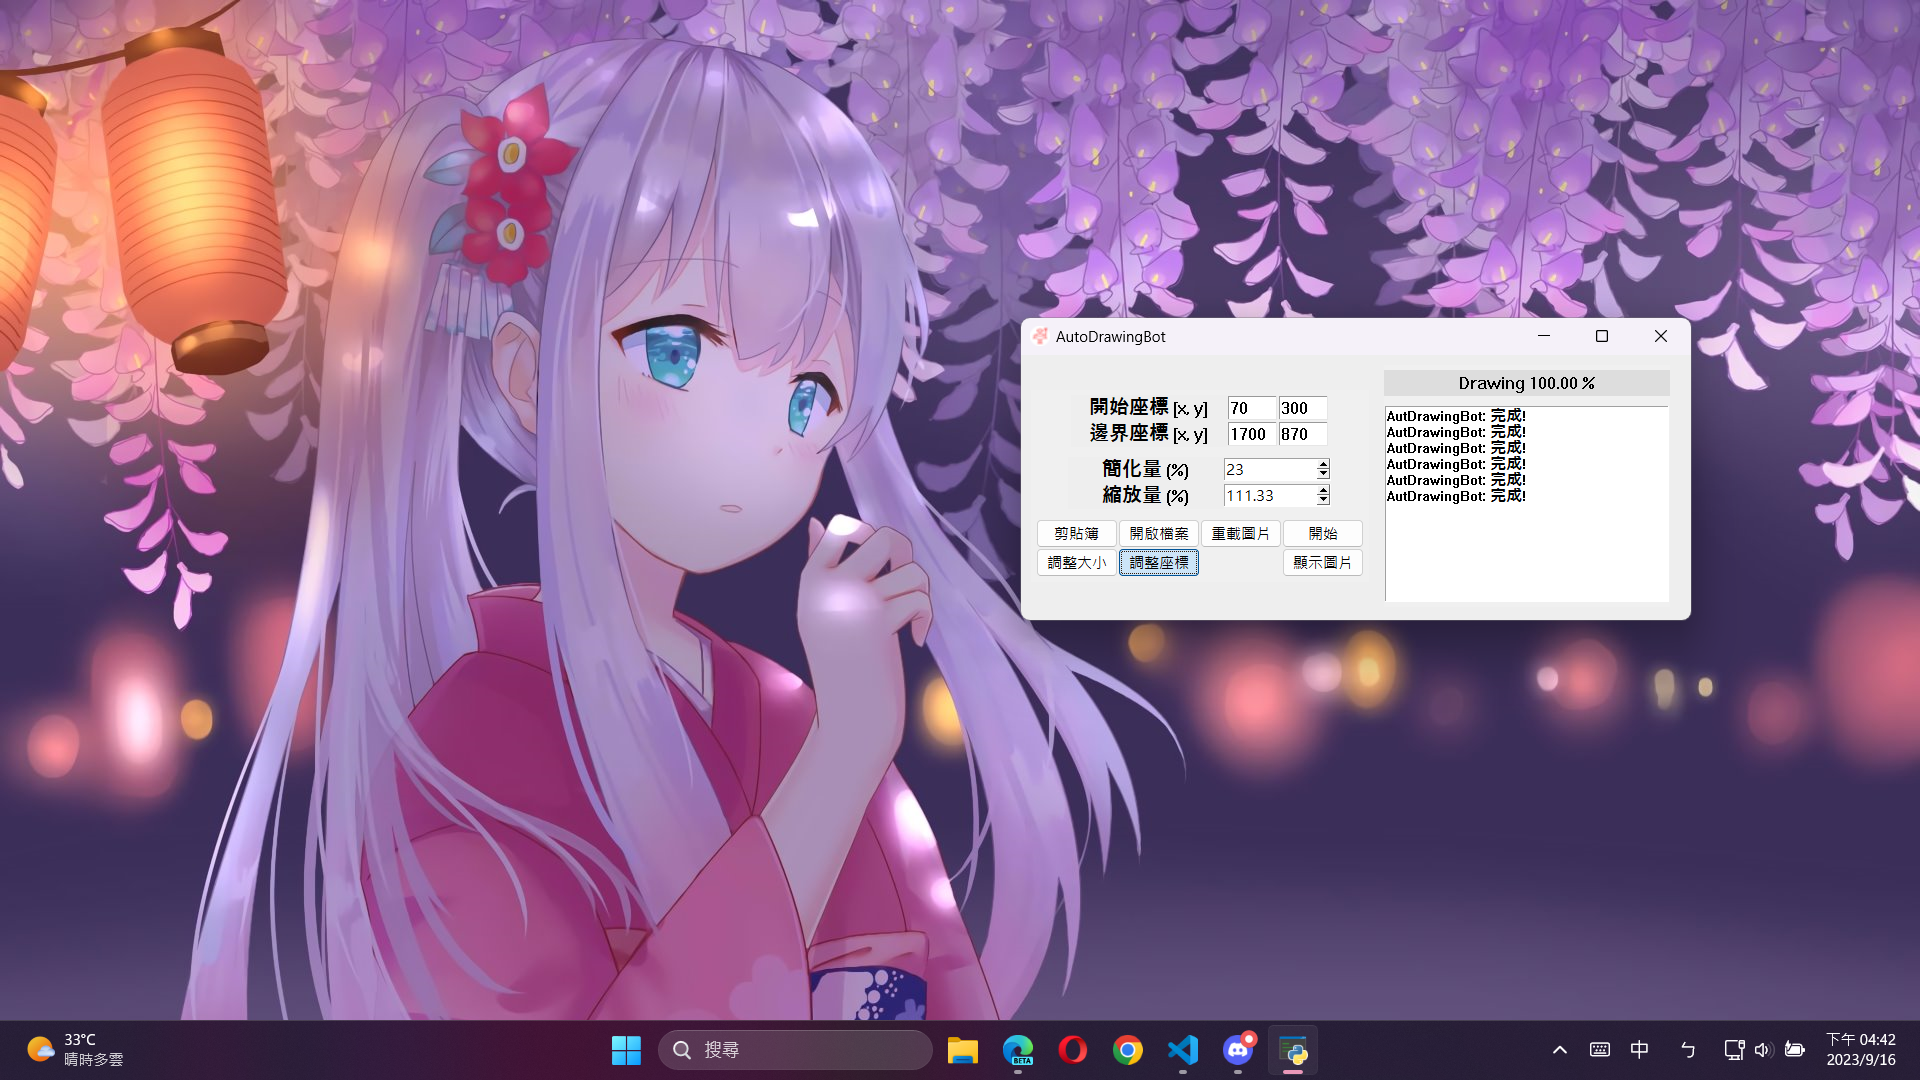 AutoDrawingBot
Drawing 100.00 %
開始座標 [x, y] 70 300
邊界座標 [x, y] 1700 870
簡化量 (%) 23
縮放量 (%) 111.33
剪貼簿 開啟檔案 重載圖片 開始
調整大小 調整座標 顯示圖片
AutDrawingBot: 完成!
AutDrawingBot: 完成!
AutDrawingBot: 完成!
AutDrawingBot: 完成!
AutDrawingBot: 完成!
AutDrawingBot: 完成!
33°C
晴時多雲
搜尋
BETA
中
ㄣ
下午 04:42
2023/9/16